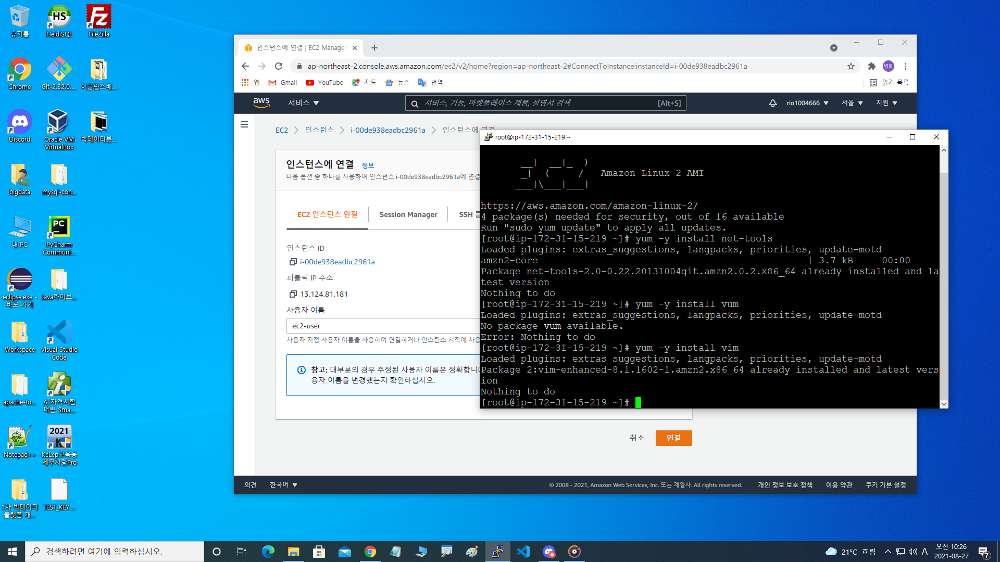 휴지통
HeidiSQL
FileZilla
Chrome
Git-2.32.0....
이클립스배...
Discord
Oracle VM
VirtualBox
빅데이터분...
bigdata
mysql-con...
내 PC
PyCharm
Communi...
eclipse.exe -
바로 가기
Java라이브...
Workspace
Visual Studio
Code
apache-to...
AT자격시험
더존 Sma...
Notepad++
KcLep교육용
세무사랑Pro
1차 빅데이터
플랫폼 개...
TEST_KEY....
인스턴스에 연결 | EC2 Managem
ap-northeast-2.console.aws.amazon.com/ec2/v2/home?region=ap-northeast-2#ConnectToInstance:instanceId=i-00de938eadbc2961a
병화
앱 Gmail YouTube 지도 뉴스 번역 읽기 목록
aws 서비스 서비스, 기능, 마켓플레이스 제품, 설명서 검색 [Alt+S] rio1004666 서울 지원
EC2 인스턴스 i-00de938eadbc2961a 인스턴스에 연결
인스턴스에 연결 정보
다음 옵션 중 하나를 사용하여 인스턴스 i-00de938eadbc2961a에 연결
EC2 인스턴스 연결 Session Manager SSH 클
인스턴스 ID
i-00de938eadbc2961a
퍼블릭 IP 주소
13.124.81.181
사용자 이름
ec2-user
사용자 지정 사용자 이름을 사용하여 연결하거나 인스턴스 시작에 사용
참고: 대부분의 경우 추정된 사용자 이름은 정확합니다
용자 이름을 변경했는지 확인하십시오.
취소 연결
의견 한국어 © 2008 - 2021, Amazon Web Services, Inc. 또는 계열사. All rights reserved. 개인 정보 보호 정책 이용 약관 쿠키 기본 설정
root@ip-172-31-15-219:~
       __|  __|_  )
       _|  (     /   Amazon Linux 2 AMI
      ___|\___|___|
https://aws.amazon.com/amazon-linux-2/
4 package(s) needed for security, out of 16 available
Run "sudo yum update" to apply all updates.
[root@ip-172-31-15-219 ~]# yum -y install net-tools
Loaded plugins: extras_suggestions, langpacks, priorities, update-motd
amzn2-core | 3.7 kB 00:00
Package net-tools-2.0-0.22.20131004git.amzn2.0.2.x86_64 already installed and la
test version
Nothing to do
[root@ip-172-31-15-219 ~]# yum -y install vum
Loaded plugins: extras_suggestions, langpacks, priorities, update-motd
No package vum available.
Error: Nothing to do
[root@ip-172-31-15-219 ~]# yum -y install vim
Loaded plugins: extras_suggestions, langpacks, priorities, update-motd
Package 2:vim-enhanced-8.1.1602-1.amzn2.x86_64 already installed and latest vers
ion
Nothing to do
[root@ip-172-31-15-219 ~]#
검색하려면 여기에 입력하십시오.
21°C 흐림
A
오전 10:26
2021-08-27
7